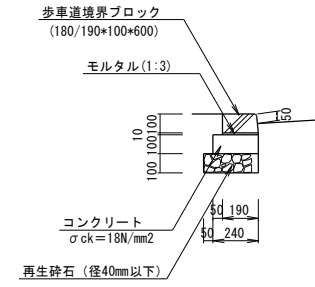 歩車道境界ブロック
(180/190*100*600)
モルタル(1:3)
10
100
100
100
50
50 190
50 240
コンクリート
σck=18N/mm2
再生砕石（径40mm以下）